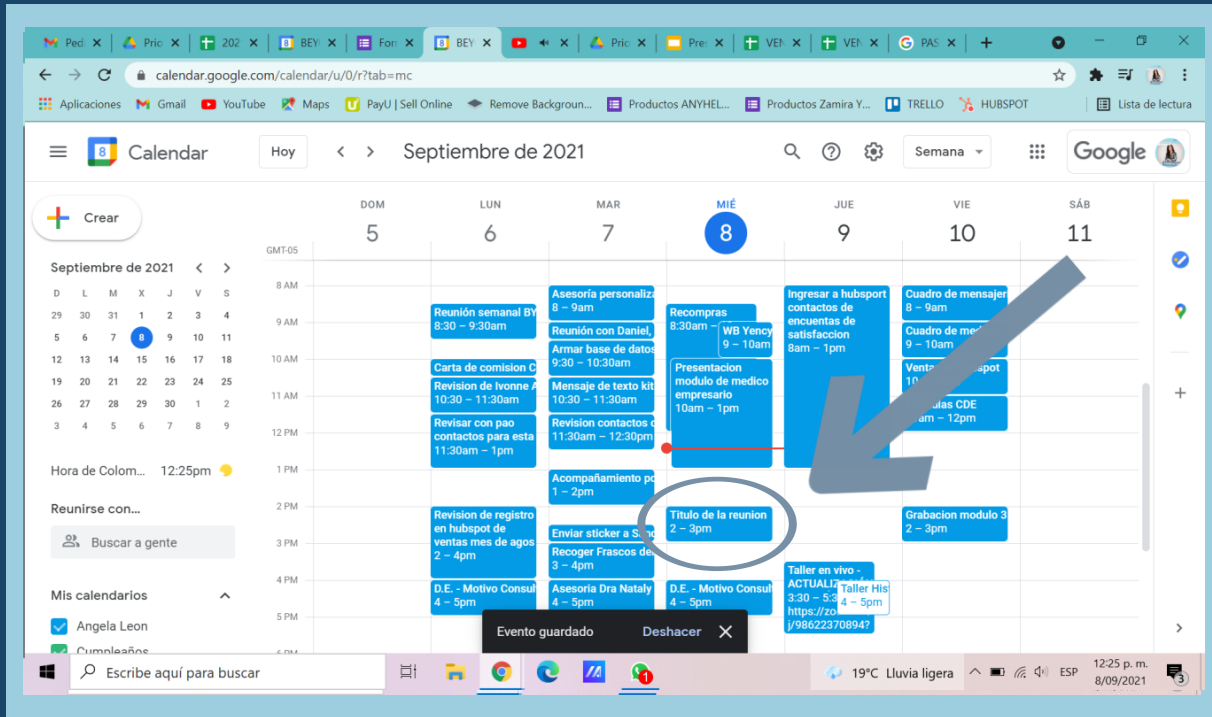 Ped
Prio
202
BEY
Forr
BEY
Prio
Pre
VEN
VEN
PAS
calendar.google.com/calendar/u/0/r?tab=mc
Aplicaciones
Gmail
YouTube
Maps
PayU | Sell Online
Remove Backgroun...
Productos ANYHEL...
Productos Zamira Y...
TRELLO
HUBSPOT
Lista de lectura
8
Calendar
Hoy
Septiembre de 2021
Semana
Google
Crear
GMT-05
DOM
5
LUN
6
MAR
7
MIÉ
8
JUE
9
VIE
10
SÁB
11
Septiembre de 2021
D L M X J V S
29 30 31 1 2 3 4
5 6 7 8 9 10 11
12 13 14 15 16 17 18
19 20 21 22 23 24 25
26 27 28 29 30 1 2
3 4 5 6 7 8 9
Hora de Colom... 12:25pm
Reunirse con...
Buscar a gente
Mis calendarios
Angela Leon
Cumpleaños
8 AM
9 AM
10 AM
11 AM
12 PM
1 PM
2 PM
3 PM
4 PM
5 PM
6 PM
Reunión semanal BY
8:30 – 9:30am
Carta de comision C
Revision de Ivonne A
10:30 – 11:30am
Revisar con pao
contactos para esta
11:30am – 1pm
Revision de registro
en hubspot de
ventas mes de agos
2 – 4pm
D.E. - Motivo Consul
4 – 5pm
Asesoría personaliza
8 – 9am
Reunión con Daniel,
Armar base de datos
9:30 – 10:30am
Mensaje de texto kit
10:30 – 11:30am
Revision contactos c
11:30am – 12:30pm
Acompañamiento po
1 – 2pm
Enviar sticker a
Recoger Frascos de
3 – 4pm
Asesoria Dra Nataly
4 – 5pm
Recompras
8:30am –
WB Yency
9 – 10am
Presentacion
modulo de medico
empresario
10am – 1pm
Titulo de la reunion
2 – 3pm
D.E. - Motivo Consul
4 – 5pm
Ingresar a hubsport
contactos de
encuentas de
satisfaccion
8am – 1pm
Taller en vivo -
3:30 –
https://zo
j/98622370894?
Taller His
4 – 5pm
Cuadro de mensajer
8 – 9am
Cuadro de
9 – 10am
– 12pm
CDE
Grabacion modulo 3
2 – 3pm
Evento guardado
Deshacer
Escribe aquí para buscar
1
19°C Lluvia ligera
ESP
12:25 p. m.
8/09/2021
3